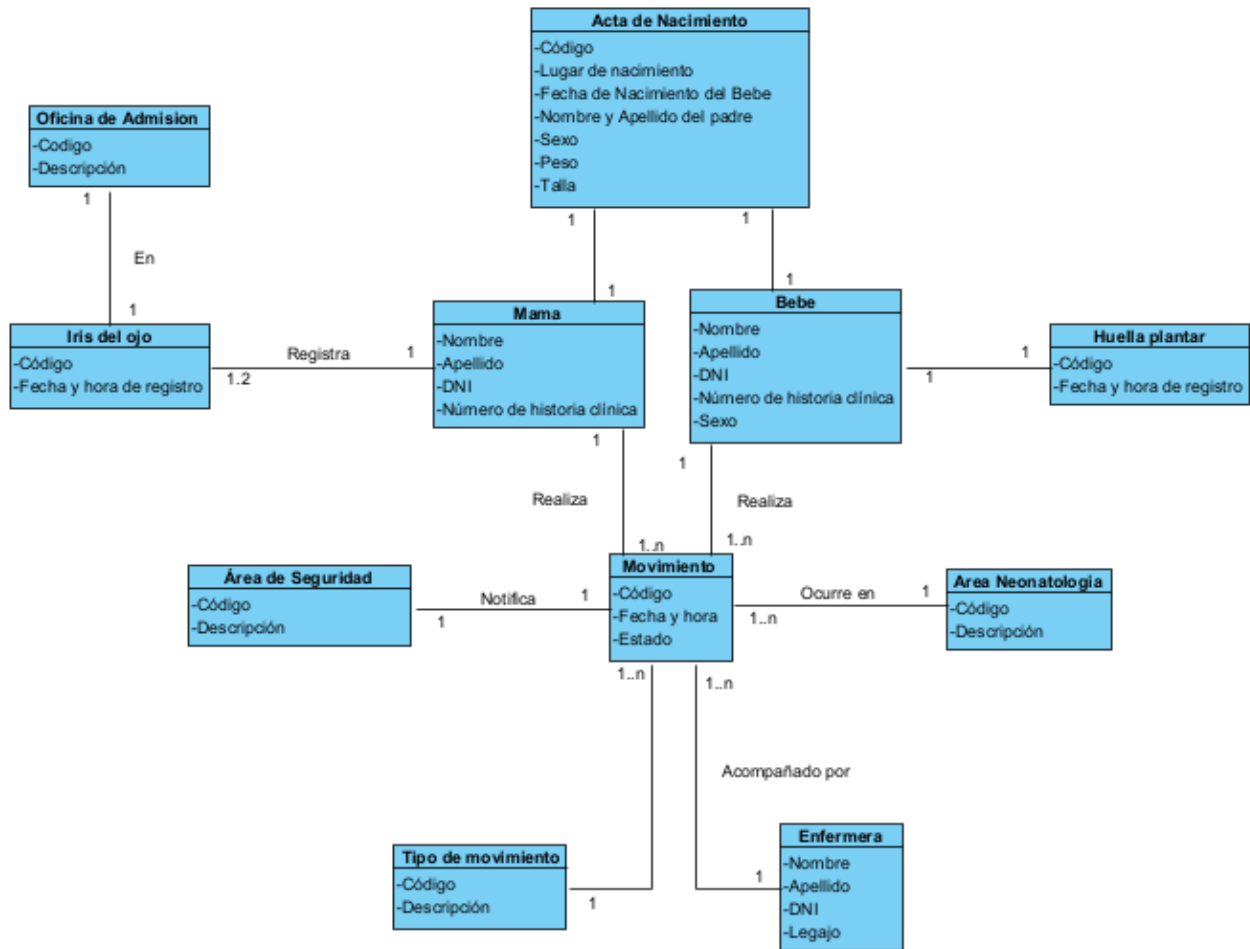 Acta de Nacimiento
-Código
-Lugar de nacimiento
-Fecha de Nacimiento del Bebe
-Nombre y Apellido del padre
-Sexo
-Peso
-Talla
Oficina de Admision
-Codigo
-Descripción
1
1
1
En
1
1
1
Iris del ojo
-Código
-Fecha y hora de registro
Registra
1
1..2
Mama
-Nombre
-Apellido
-DNI
-Número de historia clínica
Bebe
-Nombre
-Apellido
-DNI
-Número de historia clínica
-Sexo
1
1
Huella plantar
-Código
-Fecha y hora de registro
1
1
Realiza
Realiza
1..n
1..n
Área de Seguridad
-Código
-Descripción
Notifica
1
1
Movimiento
-Código
-Fecha y hora
-Estado
Ocurre en
1
1..n
Area Neonatologia
-Código
-Descripción
1..n
1..n
Acompañado por
Tipo de movimiento
-Código
-Descripción
1
1
Enfermera
-Nombre
-Apellido
-DNI
-Legajo